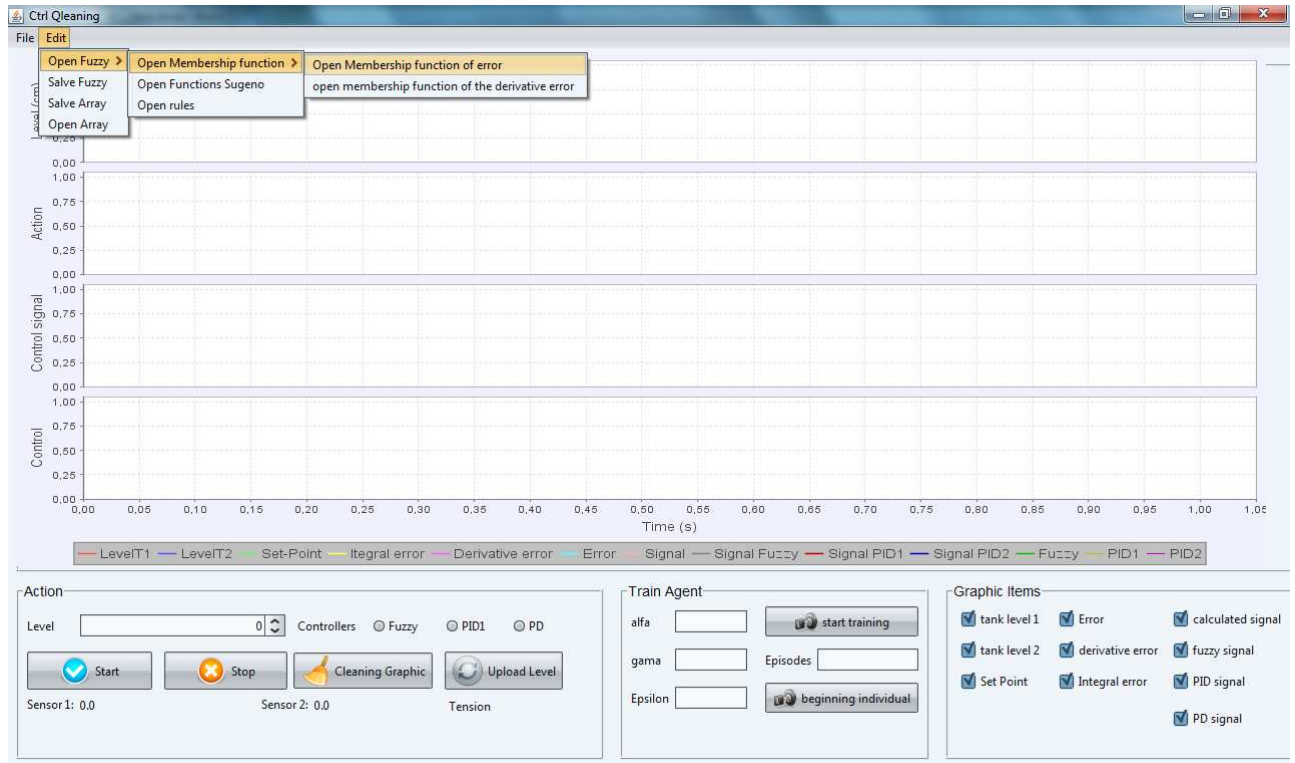 Ctrl Qleaning
File Edit
Open Fuzzy
Salve Fuzzy
Salve Array
Open Array
Open Membership function
Open Functions Sugeno
Open rules
Open Membership function of error
open membership function of the derivative error
Level (cm)
0,25
0,00
Action
1,00
0,75
0,50
0,25
0,00
Control signal
1,00
0,75
0,50
0,25
0,00
Control
1,00
0,75
0,50
0,25
0,00
0,00 0,05 0,10 0,15 0,20 0,25 0,30 0,35 0,40 0,45 0,50 0,55 0,60 0,65 0,70 0,75 0,80 0,85 0,90 0,95 1,00 1,05
Time (s)
LevelT1 LevelT2 Set-Point Itegral error Derivative error Error Signal Signal Fuzzy Signal PID1 Signal PID2 Fuzzy PID1 PID2
Action
Level 0 Controllers Fuzzy PID1 PD
Start Stop Cleaning Graphic Upload Level
Sensor 1: 0.0 Sensor 2: 0.0 Tension
Train Agent
alfa start training
gama Episodes
Epsilon beginning individual
Graphic Items
tank level 1 Error calculated signal
tank level 2 derivative error fuzzy signal
Set Point Integral error PID signal
PD signal